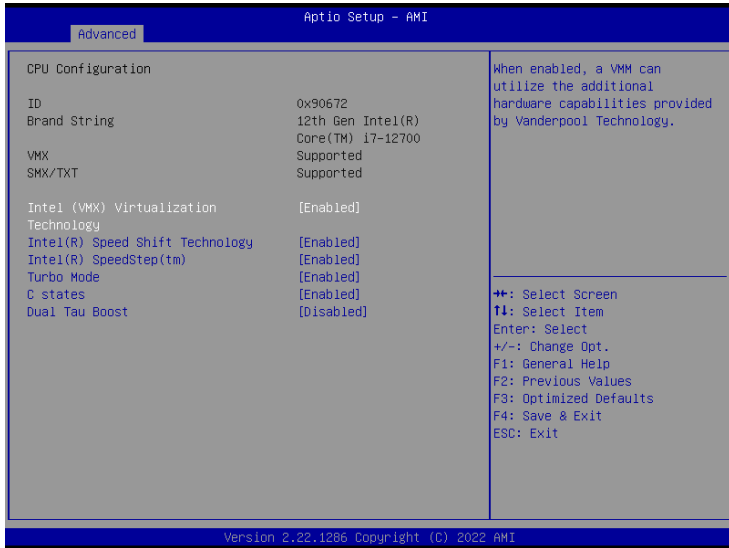 Aptio Setup – AMI
Advanced
CPU Configuration
ID 0x90672
Brand String 12th Gen Intel(R)
Core(TM) i7-12700
VMX Supported
SMX/TXT Supported
Intel (VMX) Virtualization [Enabled]
Technology
Intel(R) Speed Shift Technology [Enabled]
Intel(R) SpeedStep(tm) [Enabled]
Turbo Mode [Enabled]
C states [Enabled]
Dual Tau Boost [Disabled]
When enabled, a VMM can
utilize the additional
hardware capabilities provided
by Vanderpool Technology.
→←: Select Screen
↑↓: Select Item
Enter: Select
+/-: Change Opt.
F1: General Help
F2: Previous Values
F3: Optimized Defaults
F4: Save & Exit
ESC: Exit
Version 2.22.1286 Copyright (C) 2022 AMI